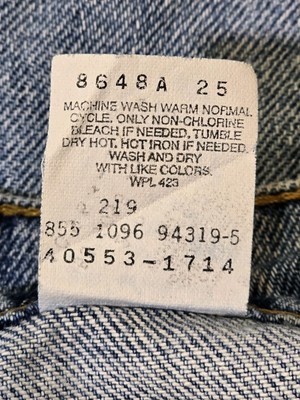 8648A 25
MACHINE WASH WARM NORMAL
CYCLE. ONLY NON-CHLORINE
BLEACH IF NEEDED, TUMBLE
DRY HOT. HOT IRON IF NEEDED.
WASH AND DRY
WITH LIKE COLORS.
WPL 423
219
855 1096 94319-5
40553-1714